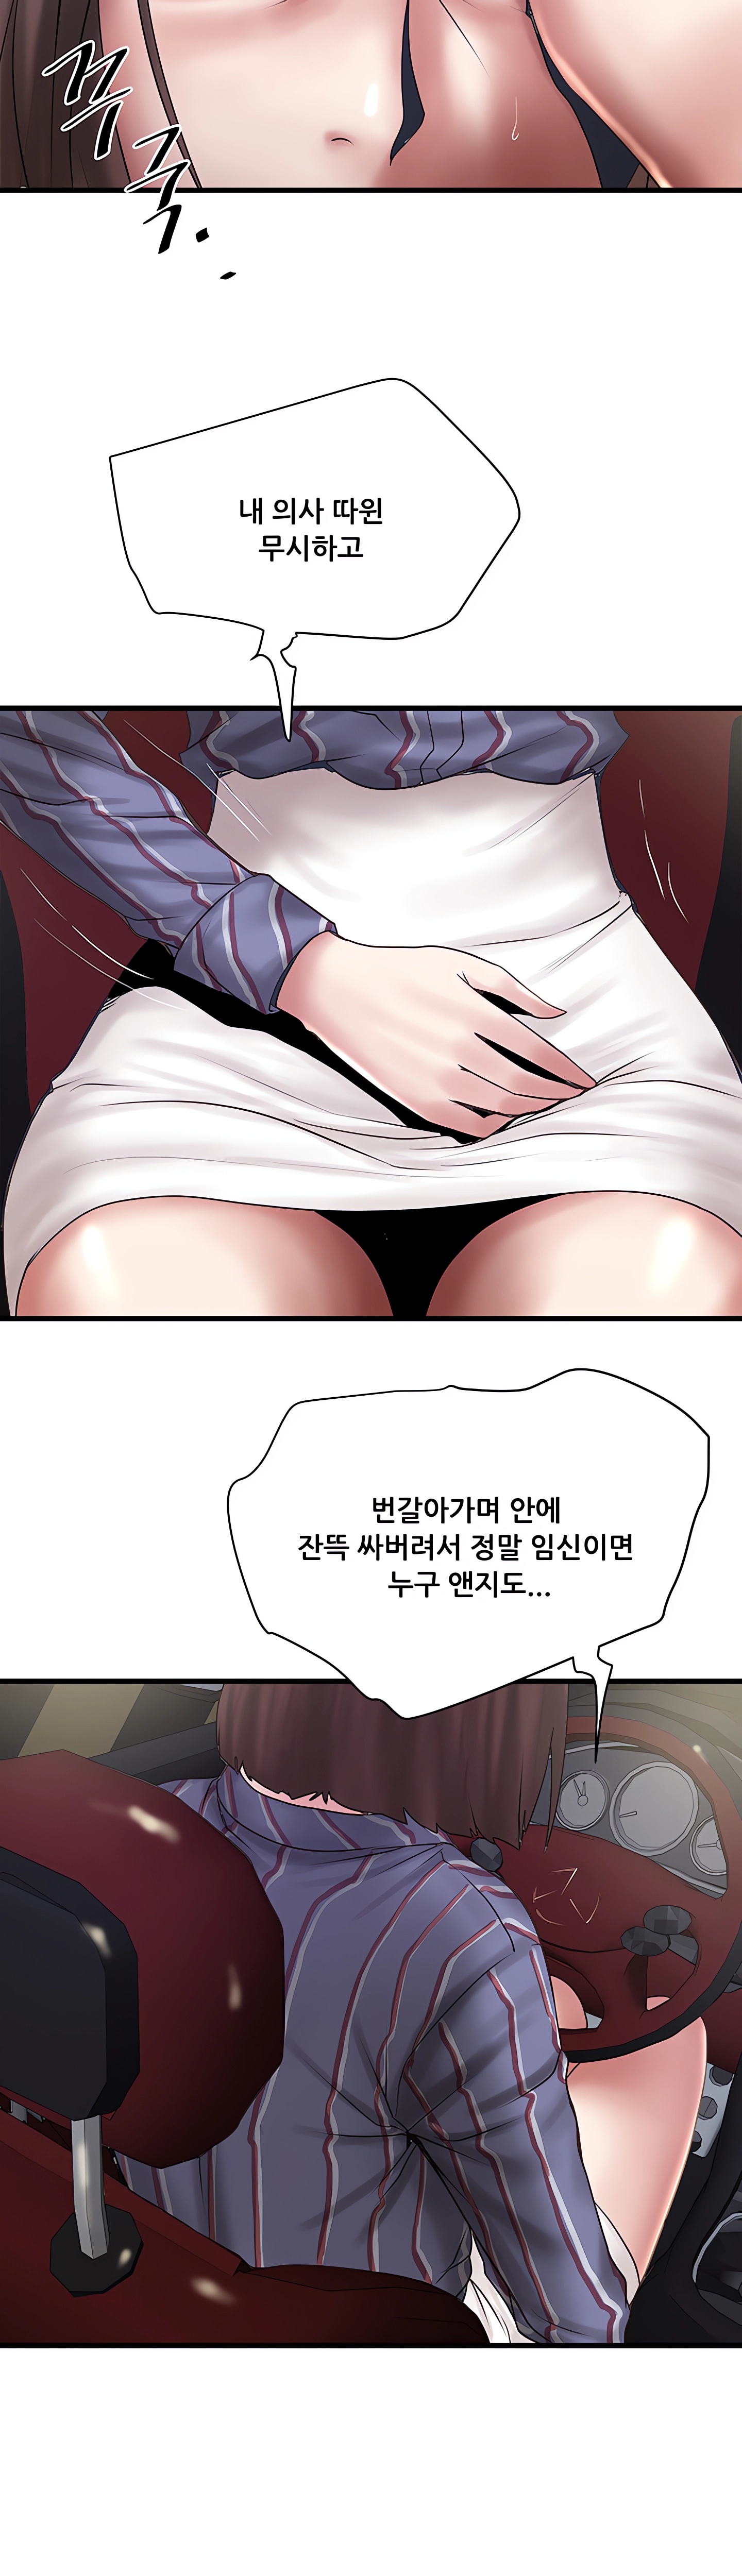 꾸
욱
내 의사 따윈
무시하고
번갈아가며 안에
잔뜩 싸버려서 정말 임신이면
누구 앤지도...